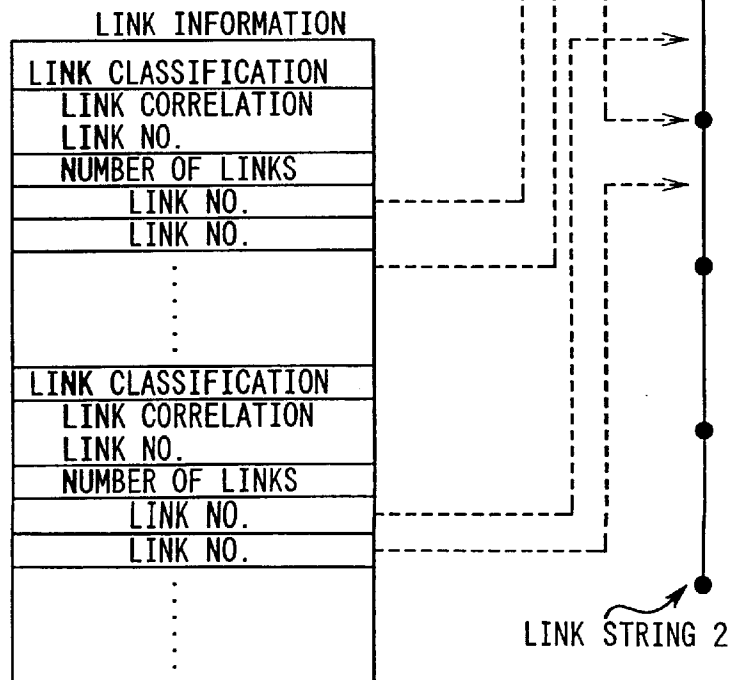 LINK INFORMATION
LINK CLASSIFICATION
LINK CORRELATION
LINK NO.
NUMBER OF LINKS
LINK NO.
LINK NO.
LINK CLASSIFICATION
LINK CORRELATION
LINK NO.
NUMBER OF LINKS
LINK NO.
LINK NO.
LINK STRING 2